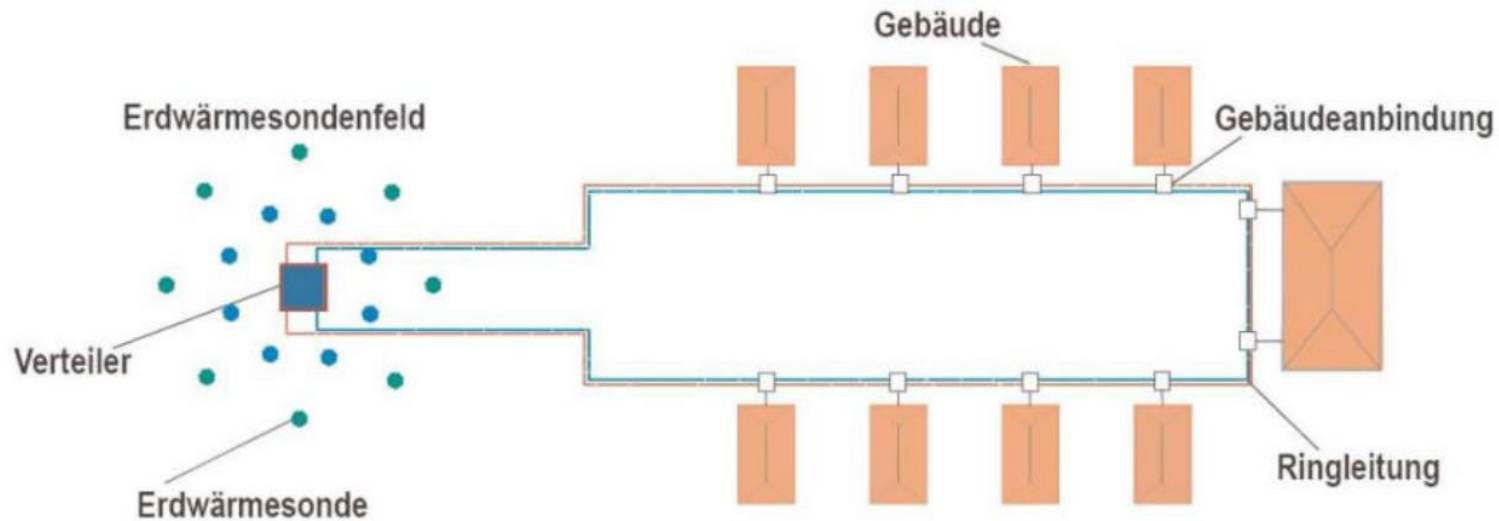 Gebäude
Erdwärmesondenfeld
Gebäudeanbindung
Verteiler
Ringleitung
Erdwärmesonde